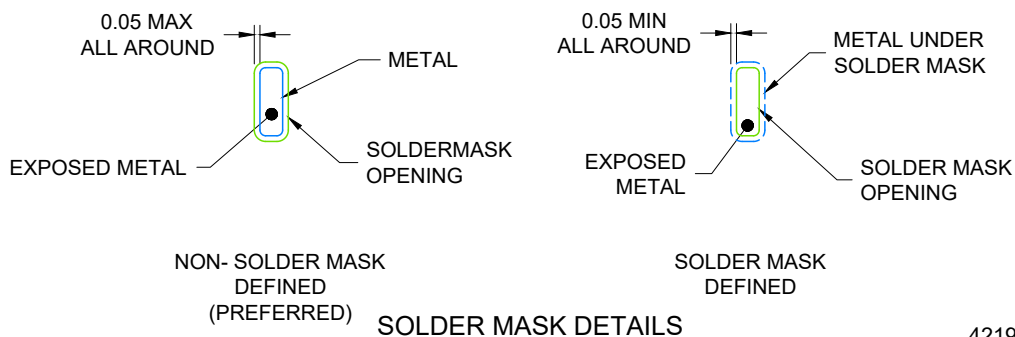 0.05 MAX
ALL AROUND
METAL
EXPOSED METAL
SOLDERMASK
OPENING
NON- SOLDER MASK
DEFINED
(PREFERRED)
0.05 MIN
ALL AROUND
METAL UNDER
SOLDER MASK
EXPOSED
METAL
SOLDER MASK
OPENING
SOLDER MASK
DEFINED
SOLDER MASK DETAILS
4219